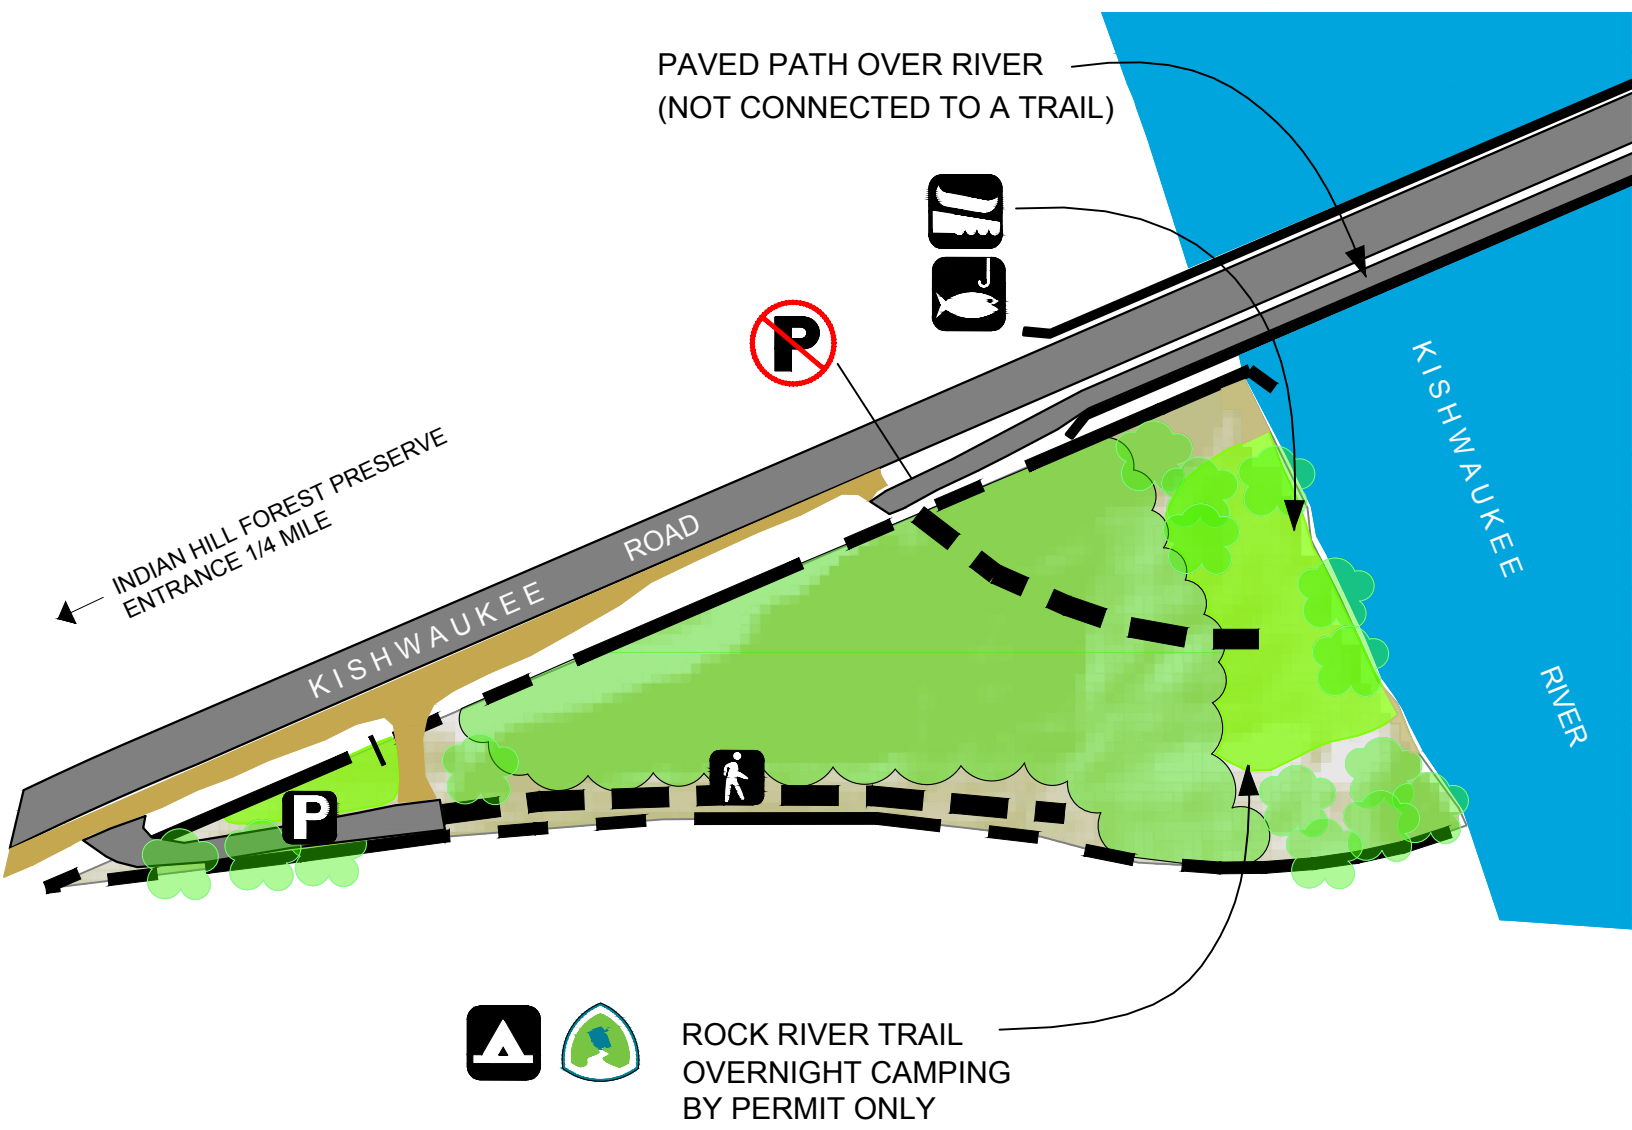 PAVED PATH OVER RIVER
(NOT CONNECTED TO A TRAIL)
P
INDIAN HILL FOREST PRESERVE
ENTRANCE 1/4 MILE
KISHWAUKEE ROAD
KISHWAUKEE RIVER
P
ROCK RIVER TRAIL
OVERNIGHT CAMPING
BY PERMIT ONLY